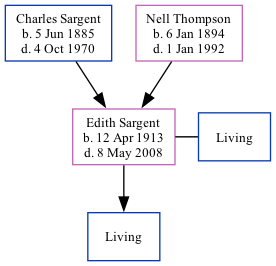 Charles Sargent
b. 5 Jun 1885
d. 4 Oct 1970
Nell Thompson
b. 6 Jan 1894
d. 1 Jan 1992
Edith Sargent
b. 12 Apr 1913
d. 8 May 2008
Living
Living